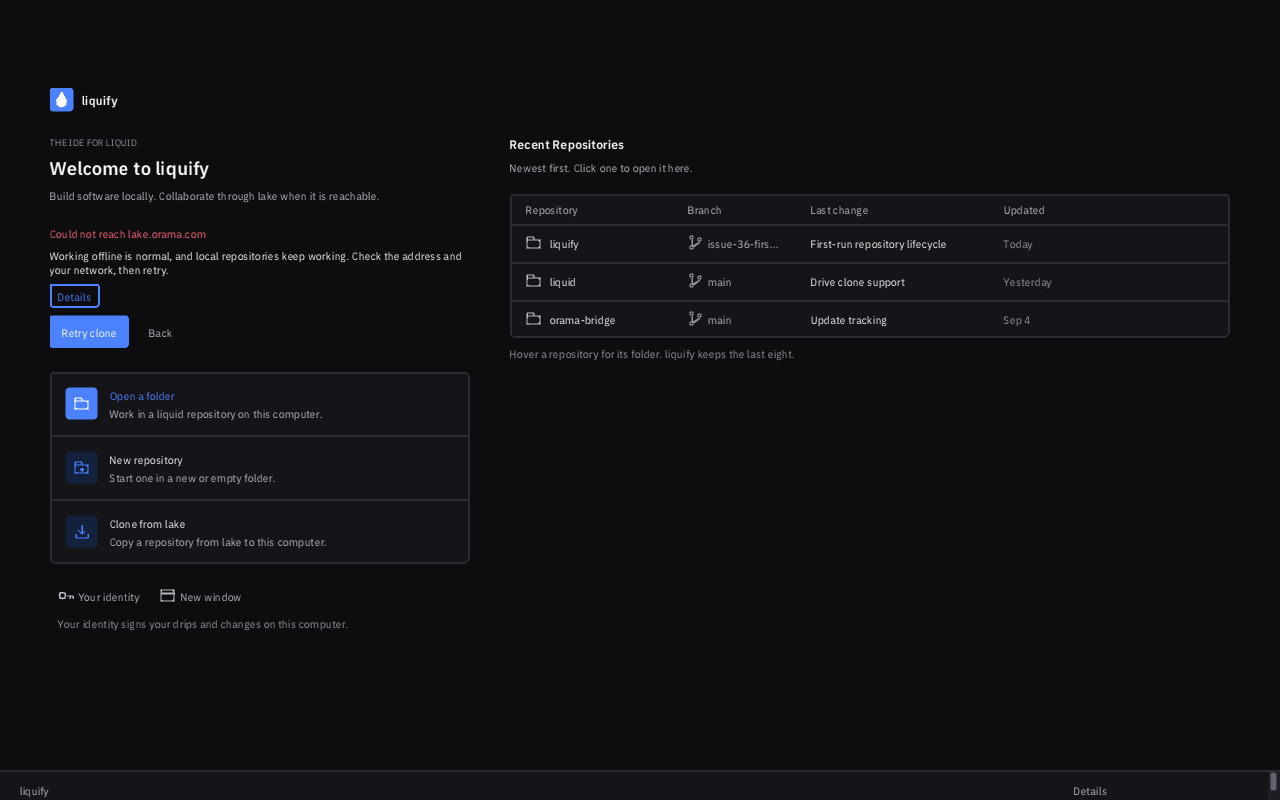 liquify
THE IDE FOR LIQUID
Welcome to liquify
Build software locally. Collaborate through lake when it is reachable.
Could not reach lake.orama.com
Working offline is normal, and local repositories keep working. Check the address and
your network, then retry.
Details
Retry clone
Back
Open a folder
Work in a liquid repository on this computer.
New repository
Start one in a new or empty folder.
Clone from lake
Copy a repository from lake to this computer.
Your identity
New window
Your identity signs your drips and changes on this computer.
Recent Repositories
Newest first. Click one to open it here.
Repository Branch Last change Updated
liquify issue-36-firs... First-run repository lifecycle Today
liquid main Drive clone support Yesterday
orama-bridge main Update tracking Sep 4
Hover a repository for its folder. liquify keeps the last eight.
liquify
Details